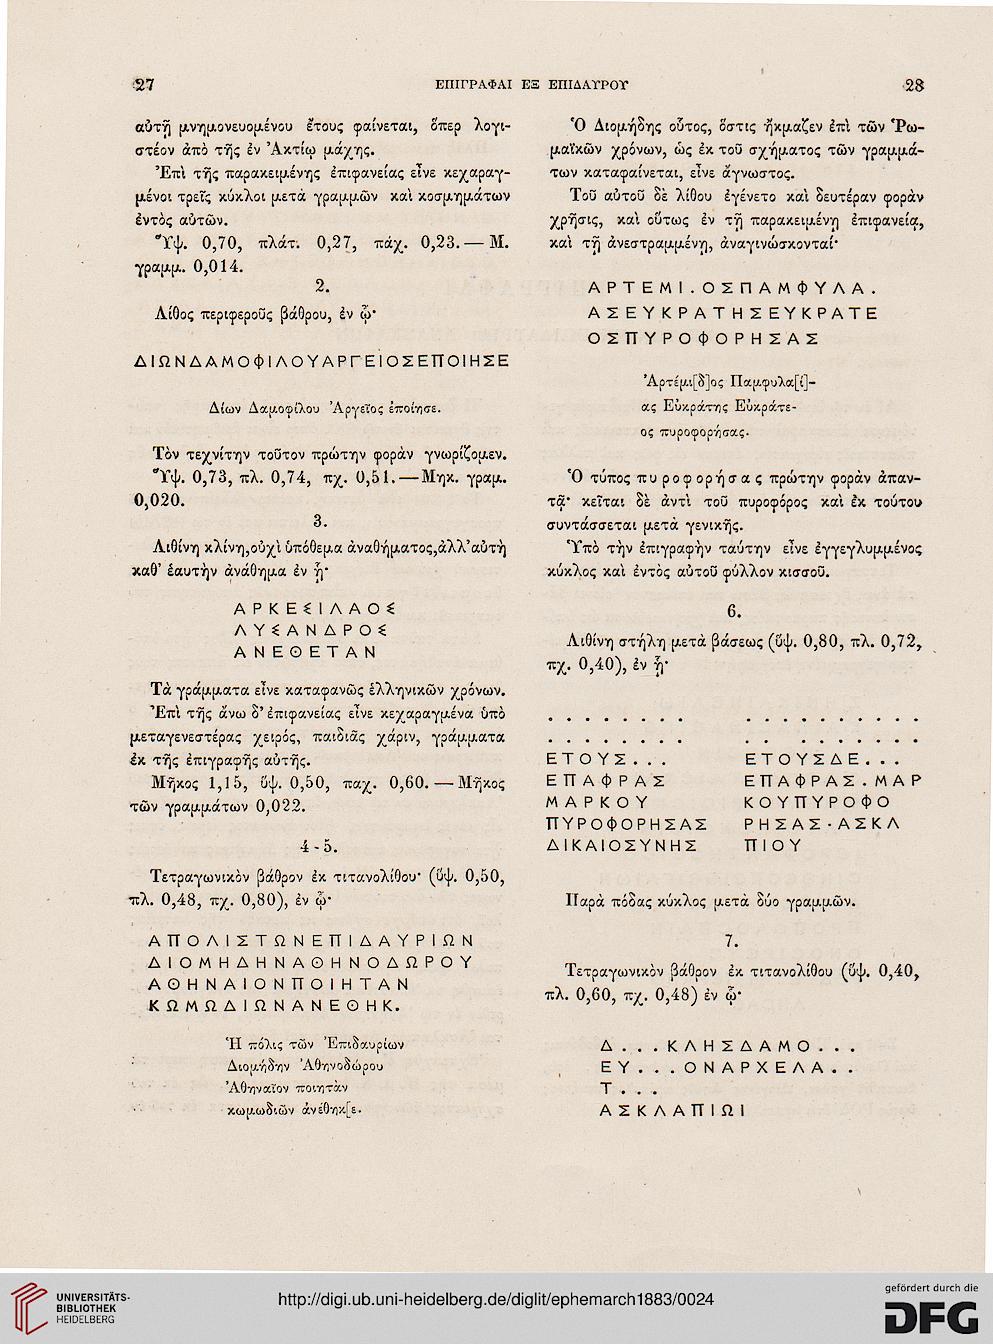 27
ΕΠΙΓΡΑΦΑΙ ΕΞ ΕΠΙΔΑΥΡΟΥ
28
αὐτῇ μνημονευομένου ἔτους φαίνεται, ὅπερ λογι-
στέον ἀπὸ τῆς ἐν Ἀκτίῳ μάχης.
Ἐπὶ τῆς παρακειμένης ἐπιφανείας εἶνε κεχαραγ-
μένοι τρεῖς κύκλοι μετὰ γραμμῶν καὶ κοσμημάτων
ἐντὸς αὐτῶν.
Ὕψ. 0,70, πλάτ. 0,27, πάχ. 0,23. — Μ.
γραμμ. 0,014.
2.
Λίθος περιφεροῦς βάθρου, ἐν ᾧ·
ΔΙΩΝΔΑΜΟΦΙΛΟΥΑΡΓΕΙΟΣΕΠΟΙΗΣΕ
Δίων Δαμοφίλου Ἀργεῖος ἐποίησε.
Τὸν τεχνίτην τοῦτον πρώτην φορὰν γνωρίζομεν.
Ὕψ. 0,73, πλ. 0,74, πχ. 0,51. — Μηκ. γραμ.
0,020.
3.
Λιθίνη κλίνη,οὐχὶ ὑπόθεμα ἀναθήματος,ἀλλ’αὐτὴ
καθ’ ἑαυτὴν ἀνάθημα ἐν ᾗ·
ΑΡΚΕΣΙΛΑΟΣ
ΛΥΣΑΝΔΡΟΣ
ΑΝΕΘΕΤΑΝ
Τὰ γράμματα εἶνε καταφανῶς ἑλληνικῶν χρόνων.
Ἐπὶ τῆς ἄνω δ’ ἐπιφανείας εἶνε κεχαραγμένα ὑπὸ
μεταγενεστέρας χειρός, παιδιᾶς χάριν, γράμματα
ἐκ τῆς ἐπιγραφῆς αὐτῆς.
Μῆκος 1,15, ὕψ. 0,50, παχ. 0,60. — Μῆκος
τῶν γραμμάτων 0,022.
4-5.
Τετραγωνικὸν βάθρον ἐκ τιτανολίθου· (ὕψ. 0,50,
πλ. 0,48, πχ. 0,80), ἐν ᾧ·
ΑΠΟΛΙΣΤΩΝΕΠΙΔΑΥΡΙΩΝ
ΔΙΟΜΗΔΗΝΑΘΗΝΟΔΩΡΟΥ
ΑΘΗΝΑΙΟΝΠΟΙΗΤΑΝ
ΚΩΜΩΔΙΩΝΑΝΕΘΗΚ.
Ἡ πόλις τῶν Ἐπιδαυρίων
Διομήδην Ἀθηνοδώρου
Ἀθηναῖον ποιητὰν
κωμωδιῶν ἀνέθηκ[ε.
Ὁ Διομήδης οὗτος, ὅστις ἤκμαζεν ἐπὶ τῶν Ῥω-
μαϊκῶν χρόνων, ὡς ἐκ τοῦ σχήματος τῶν γραμμά-
των καταφαίνεται, εἶνε ἄγνωστος.
Τοῦ αὐτοῦ δὲ λίθου ἐγένετο καὶ δευτέραν φορὰν
χρῆσις, καὶ οὕτως ἐν τῇ παρακειμένῃ ἐπιφανείᾳ,
καὶ τῇ ἀνεστραμμένῃ, ἀναγινώσκονταί·
ΑΡΤΕΜΙ.ΟΣΠΑΜΦΥΛΑ.
ΑΣΕΥΚΡΑΤΗΣΕΥΚΡΑΤΕ
ΟΣΠΥΡΟΦΟΡΗΣΑΣ
Ἀρτέμι[δ]ος Παμφυλα[ί]-
ας Εὐκράτης Εὐκράτε-
ος πυροφορήσας.
Ὁ τύπος πυροφορήσας πρώτην φορὰν ἀπαν-
τᾷ· κεῖται δὲ ἀντὶ τοῦ πυροφόρος καὶ ἐκ τούτου
συντάσσεται μετὰ γενικῆς.
Ὑπὸ τὴν ἐπιγραφὴν ταύτην εἶνε ἐγγεγλυμμένος
κύκλος καὶ ἐντὸς αὐτοῦ φύλλον κισσοῦ.
6.
Λιθίνη στήλη μετὰ βάσεως (ὕψ. 0,80, πλ. 0,72,
πχ. 0,40), ἐν ᾗ·
. . . . . . . . .
. . . . . . . . .
ΕΤΟΥΣ...
ΕΠΑΦΡΑΣ
ΜΑΡΚΟΥ
ΠΥΡΟΦΟΡΗΣΑΣ
ΔΙΚΑΙΟΣΥΝΗΣ
. . . . . . . . . . . .
. . . . . . . . . .
ΕΤΟΥΣΔΕ...
ΕΠΑΦΡΑΣ.ΜΑΡ
ΚΟΥΠΥΡΟΦΟ
ΡΗΣΑΣ·ΑΣΚΛ
ΠΙΟΥ
Παρὰ πόδας κύκλος μετὰ δύο γραμμῶν.
7.
Τετραγωνικὸν βάθρον ἐκ τιτανολίθου (ὕψ. 0,40,
πλ. 0,60, πχ. 0,48) ἐν ᾧ·
Δ...ΚΛΗΣΔΑΜΟ...
ΕΥ...ΟΝΑΡΧΕΛΑ..
Τ...
ΑΣΚΛΑΠΙΩΙ
UNIVERSITÄTS-
BIBLIOTHEK
HEIDELBERG
http://digi.ub.uni-heidelberg.de/diglit/ephemarch1883/0024
gefördert durch die
DFG